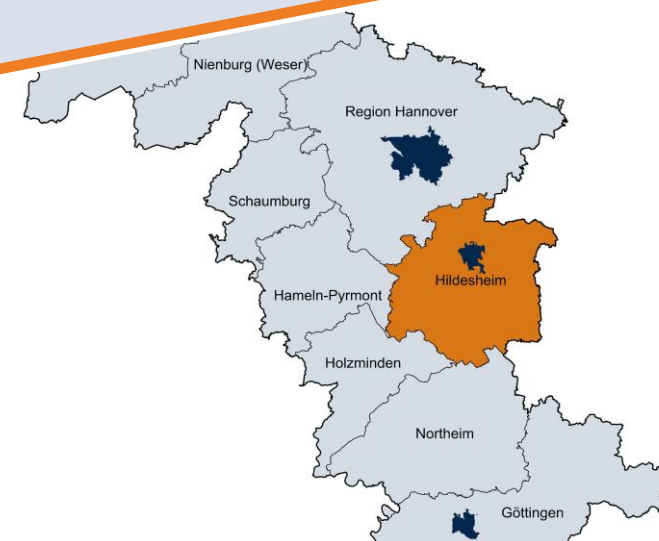 Nienburg (Weser)
Region Hannover
Schaumburg
Hildesheim
Hameln-Pyrmont
Holzminden
Northeim
Göttingen